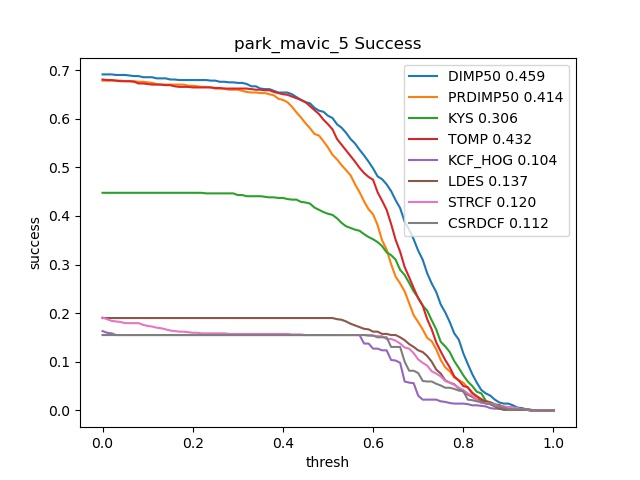 park_mavic_5 Success
success
0.7
0.6
0.5
0.4
0.3
0.2
0.1
0.0
DIMP50 0.459
PRDIMP50 0.414
KYS 0.306
TOMP 0.432
KCF_HOG 0.104
LDES 0.137
STRCF 0.120
CSRDCF 0.112
0.0 0.2 0.4 0.6 0.8 1.0
thresh